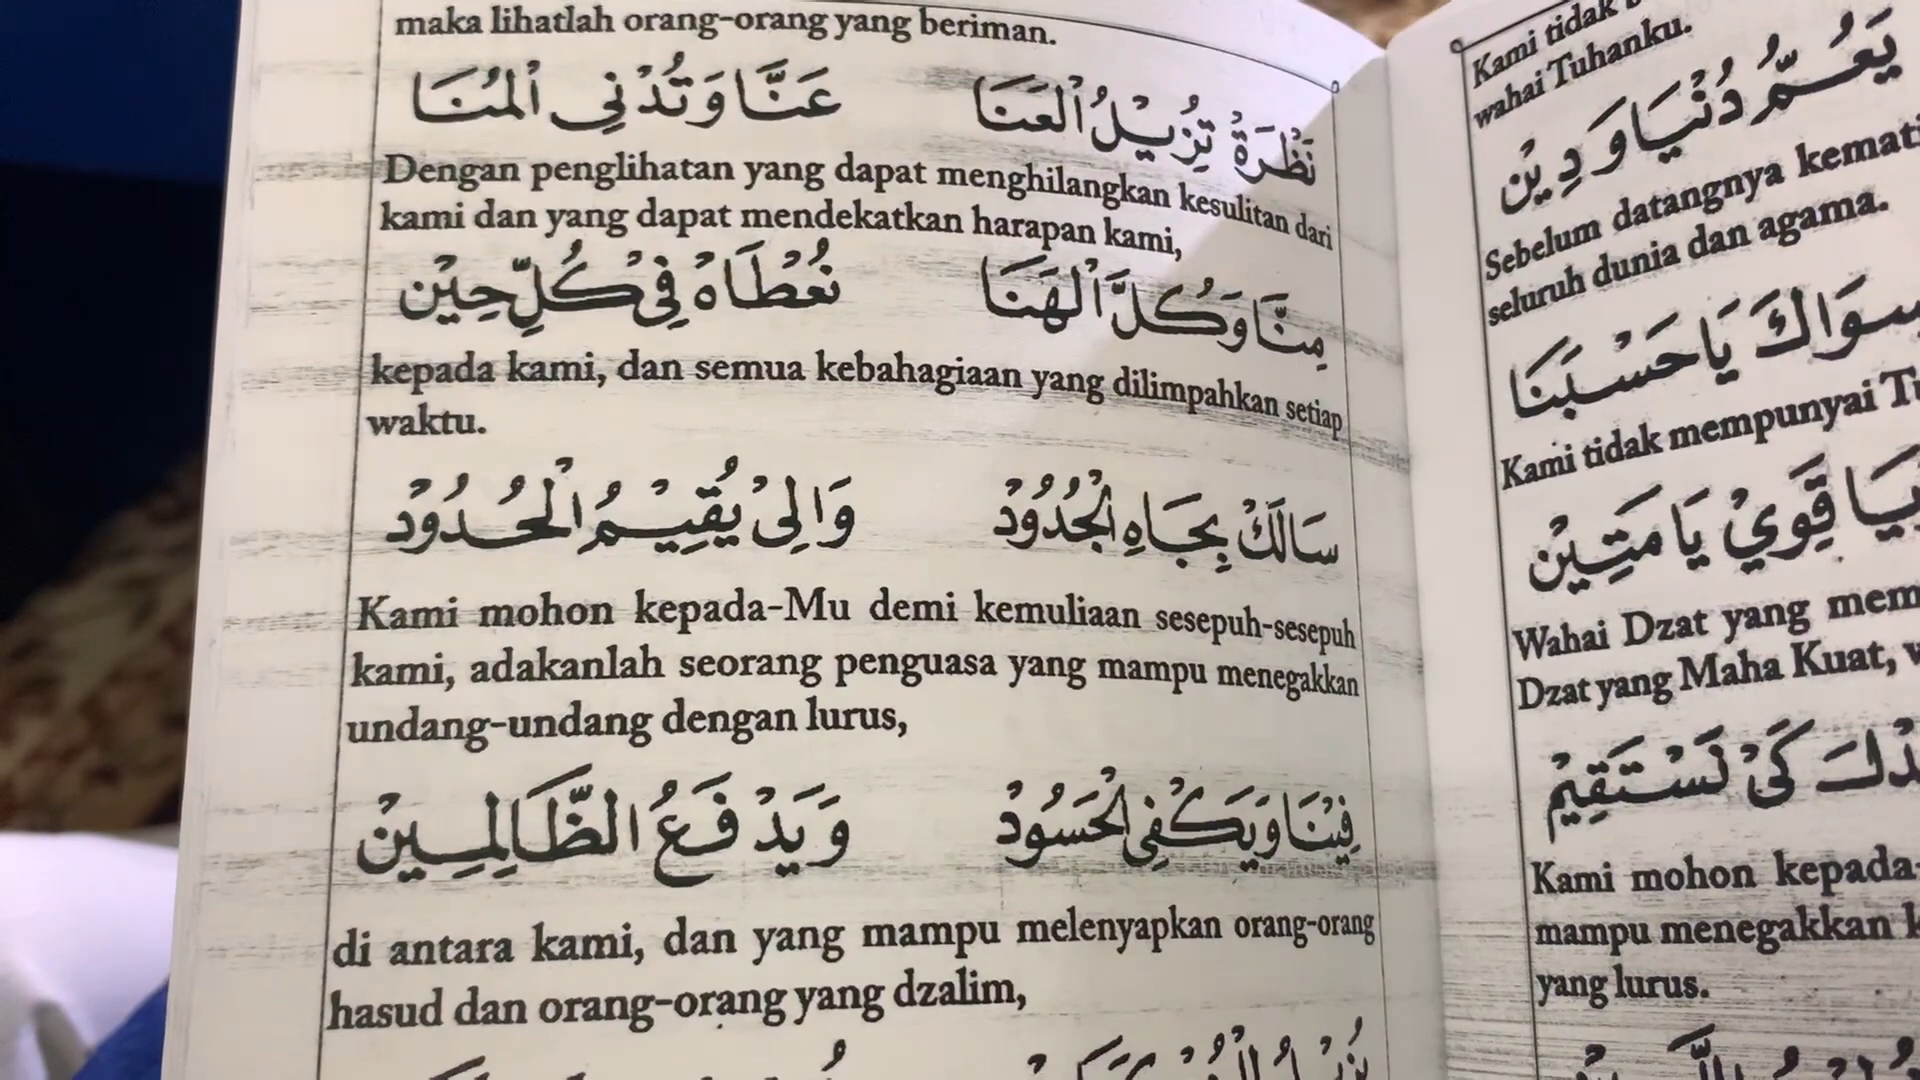 maka lihatlah orang-orang yang beriman.
نَظْرَةْ تِزِيْلُ الْعَنَا عَنَّا وَتُدْنِي الْمُنَا
Dengan penglihatan yang dapat menghilangkan kesulitan dari
kami dan yang dapat mendekatkan harapan kami,
مِنَّا وَكُلَّ الْهَنَا نُعْطَاهْ فِيْ كُلِّ حِيْن
kepada kami, dan semua kebahagiaan yang dilimpahkan setiap
waktu.
سَالَكْ بِجَاهِ الْجُدُوْدْ وَالِيْ يُقِيْمُ الْحُدُوْدْ
Kami mohon kepada-Mu demi kemuliaan sesepuh-sesepuh
kami, adakanlah seorang penguasa yang mampu menegakkan
undang-undang dengan lurus,
فِيْنَا وَيَكْفِي الْحَسُوْدْ وَيَدْفَعُ الظَّالِمِيْنْ
di antara kami, dan yang mampu melenyapkan orang-orang
hasud dan orang-orang yang dzalim,
Kami tidak
wahai Tuhanku.
يَعُمُّ دُنْيَا وَدِيْن
Sebelum datangnya
seluruh dunia dan agama.
سِوَاكَ يَا حَسْبَنَا
Kami tidak mempunyai
يَا قَوِيْ يَا مَتِيْن
Wahai Dzat yang
Dzat yang Maha Kuat,
كَيْ نَسْتَقِيْمْ
Kami mohon kepada-
mampu menegakkan
yang lurus.